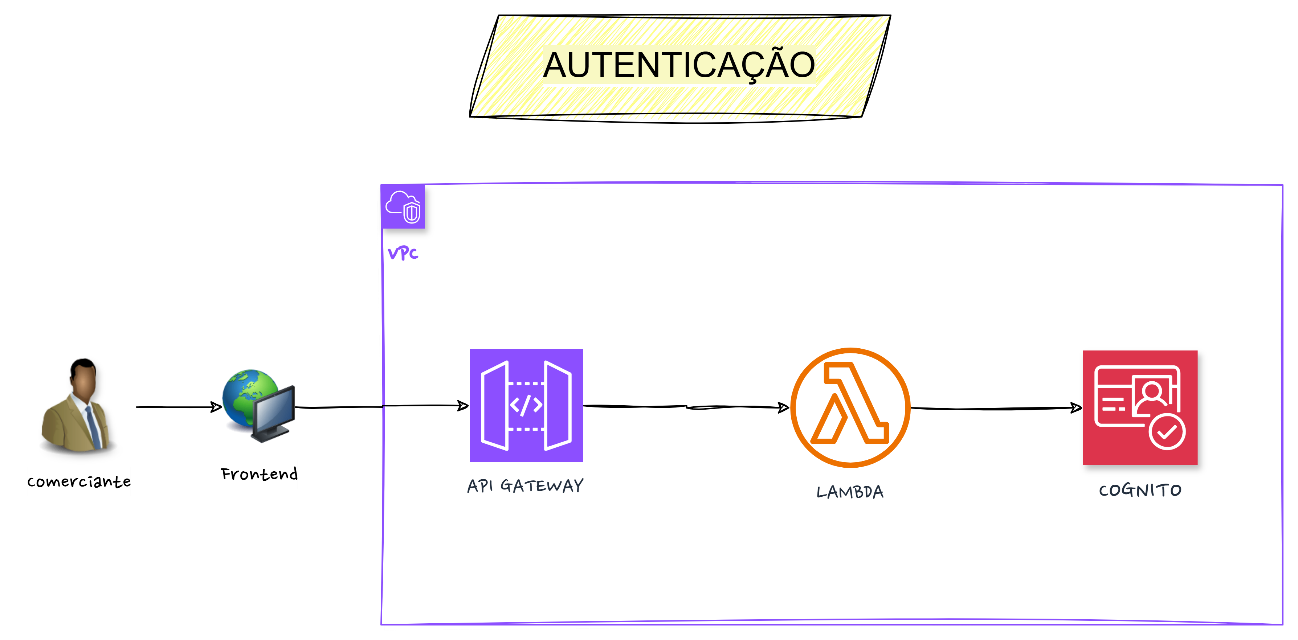 AUTENTICAÇÃO
VPC
comerciante
Frontend
API GATEWAY
LAMBDA
COGNITO